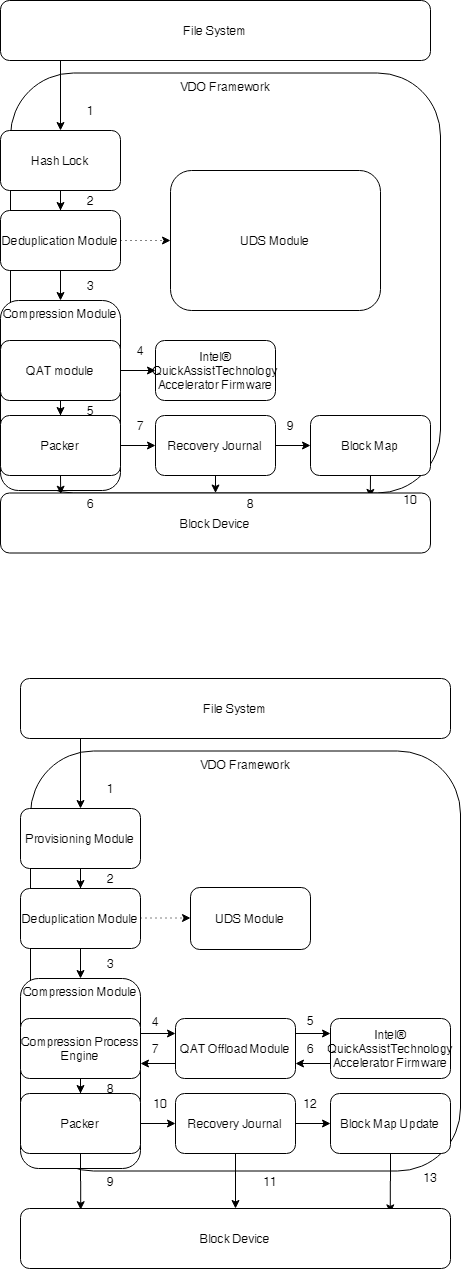 File System
VDO Framework
1
Hash Lock
2
Deduplication Module
UDS Module
3
Compression Module
QAT module
4
Intel®
QuickAssistTechnology
Accelerator Firmware
5
Packer
7
Recovery Journal
9
Block Map
6
8
10
Block Device
File System
VDO Framework
1
Provisioning Module
2
Deduplication Module
UDS Module
3
Compression Module
Compression Process
Engine
4
7
QAT Offload Module
5
6
Intel®
QuickAssistTechnology
Accelerator Firmware
8
Packer
10
Recovery Journal
12
Block Map Update
9
11
13
Block Device